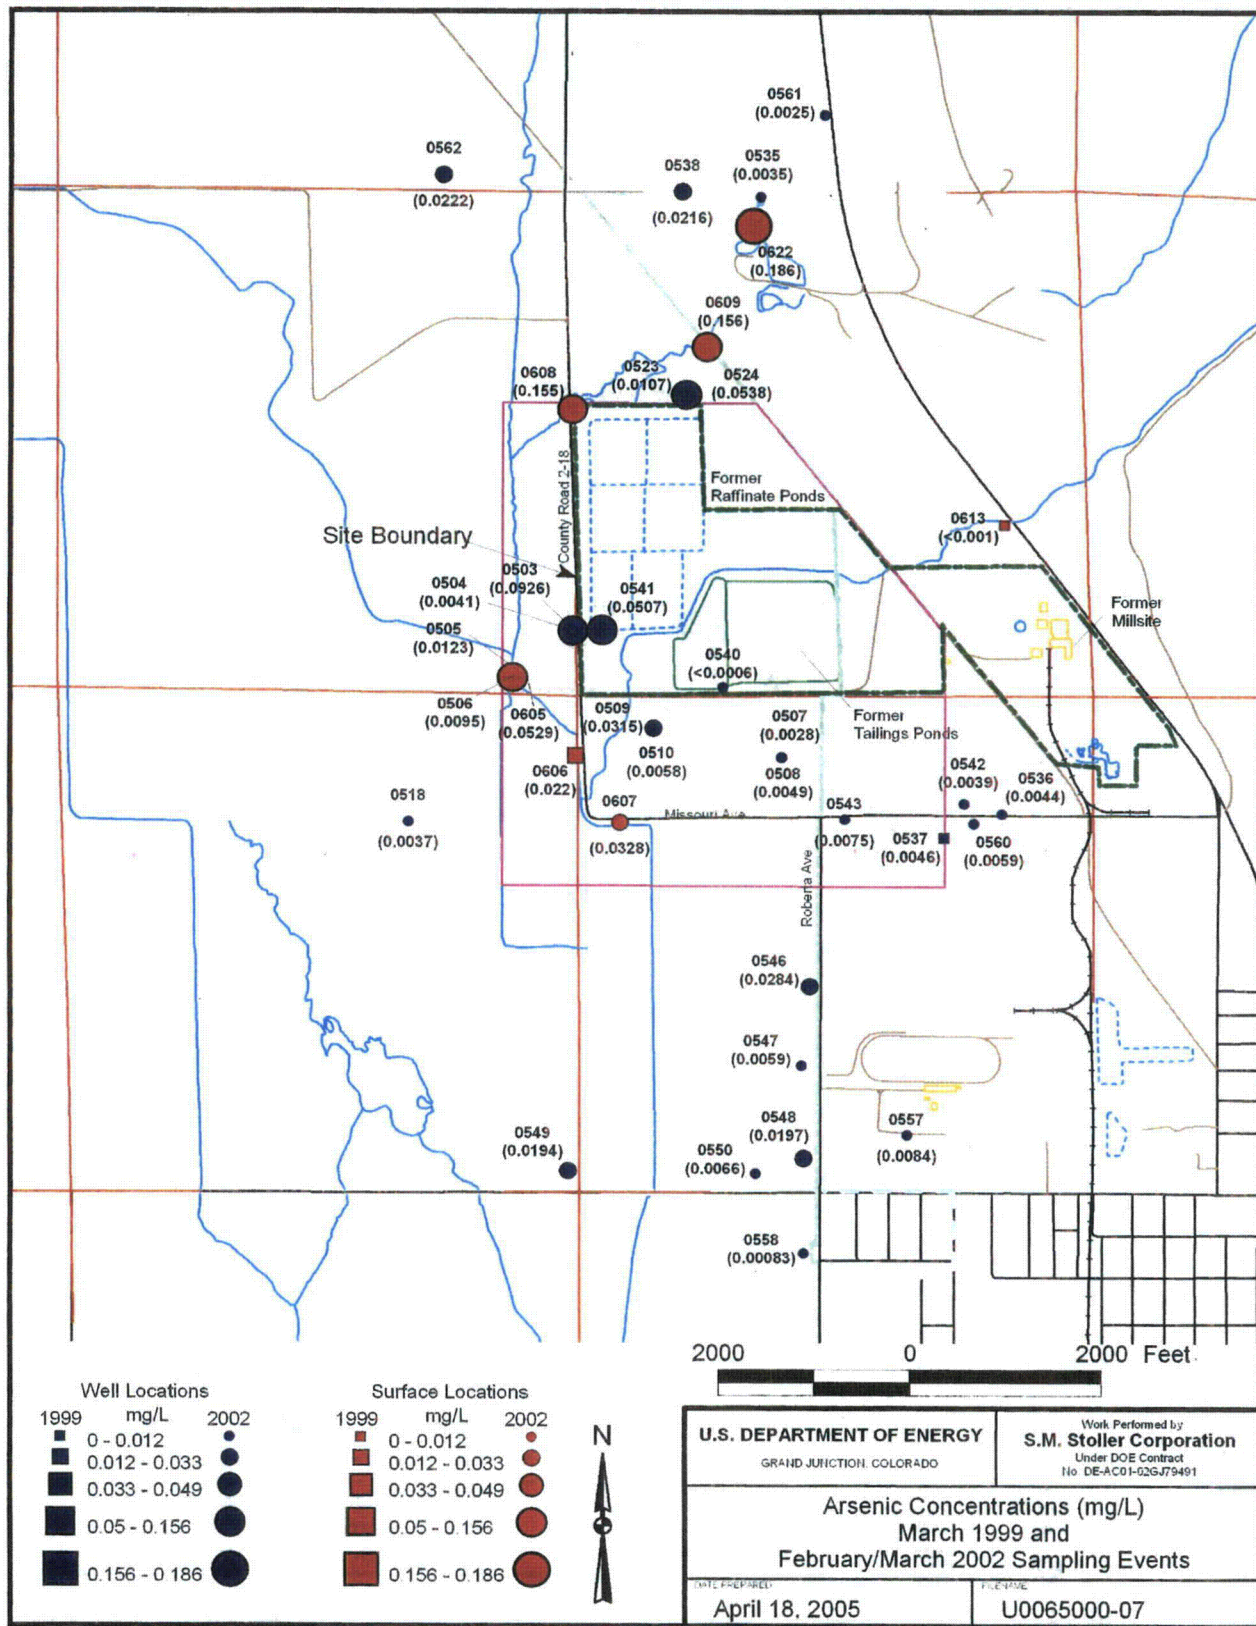 0561
(0.0025)
0562
(0.0222)
0538
(0.0216)
0535
(0.0035)
0622
(0.186)
0609
(0.156)
0608
(0.155)
0523
(0.0107)
0524
(0.0538)
County Road 2-18
Former
Raffinate Ponds
0613
(<0.001)
Site Boundary
0503
(0.0926)
0504
(0.0041)
0541
(0.0507)
Former
Millsite
0505
(0.0123)
0540
(<0.0006)
0506
(0.0095)
0605
(0.0529)
0509
(0.0315)
0510
(0.0058)
0507
(0.0028)
0508
(0.0049)
Former
Tailings Ponds
0606
(0.022)
0542
(0.0039)
0536
(0.0044)
0518
(0.0037)
0607
(0.0328)
Missouri Ave
0543
(0.0075)
0537
(0.0046)
0560
(0.0059)
Roberta Ave
0546
(0.0284)
0547
(0.0059)
0548
(0.0197)
0557
(0.0084)
0549
(0.0194)
0550
(0.0066)
0558
(0.00083)
2000 0 2000 Feet
Well Locations
1999 mg/L 2002
0 - 0.012
0.012 - 0.033
0.033 - 0.049
0.05 - 0.156
0.156 - 0.186
Surface Locations
1999 mg/L 2002
0 - 0.012
0.012 - 0.033
0.033 - 0.049
0.05 - 0.156
0.156 - 0.186
N
U.S. DEPARTMENT OF ENERGY
GRAND JUNCTION, COLORADO
Work Performed by
S.M. Stoller Corporation
Under DOE Contract
No. DE-AC01-02GJ79491
Arsenic Concentrations (mg/L)
March 1999 and
February/March 2002 Sampling Events
DATE PREPARED
April 18, 2005
FILENAME
U0065000-07